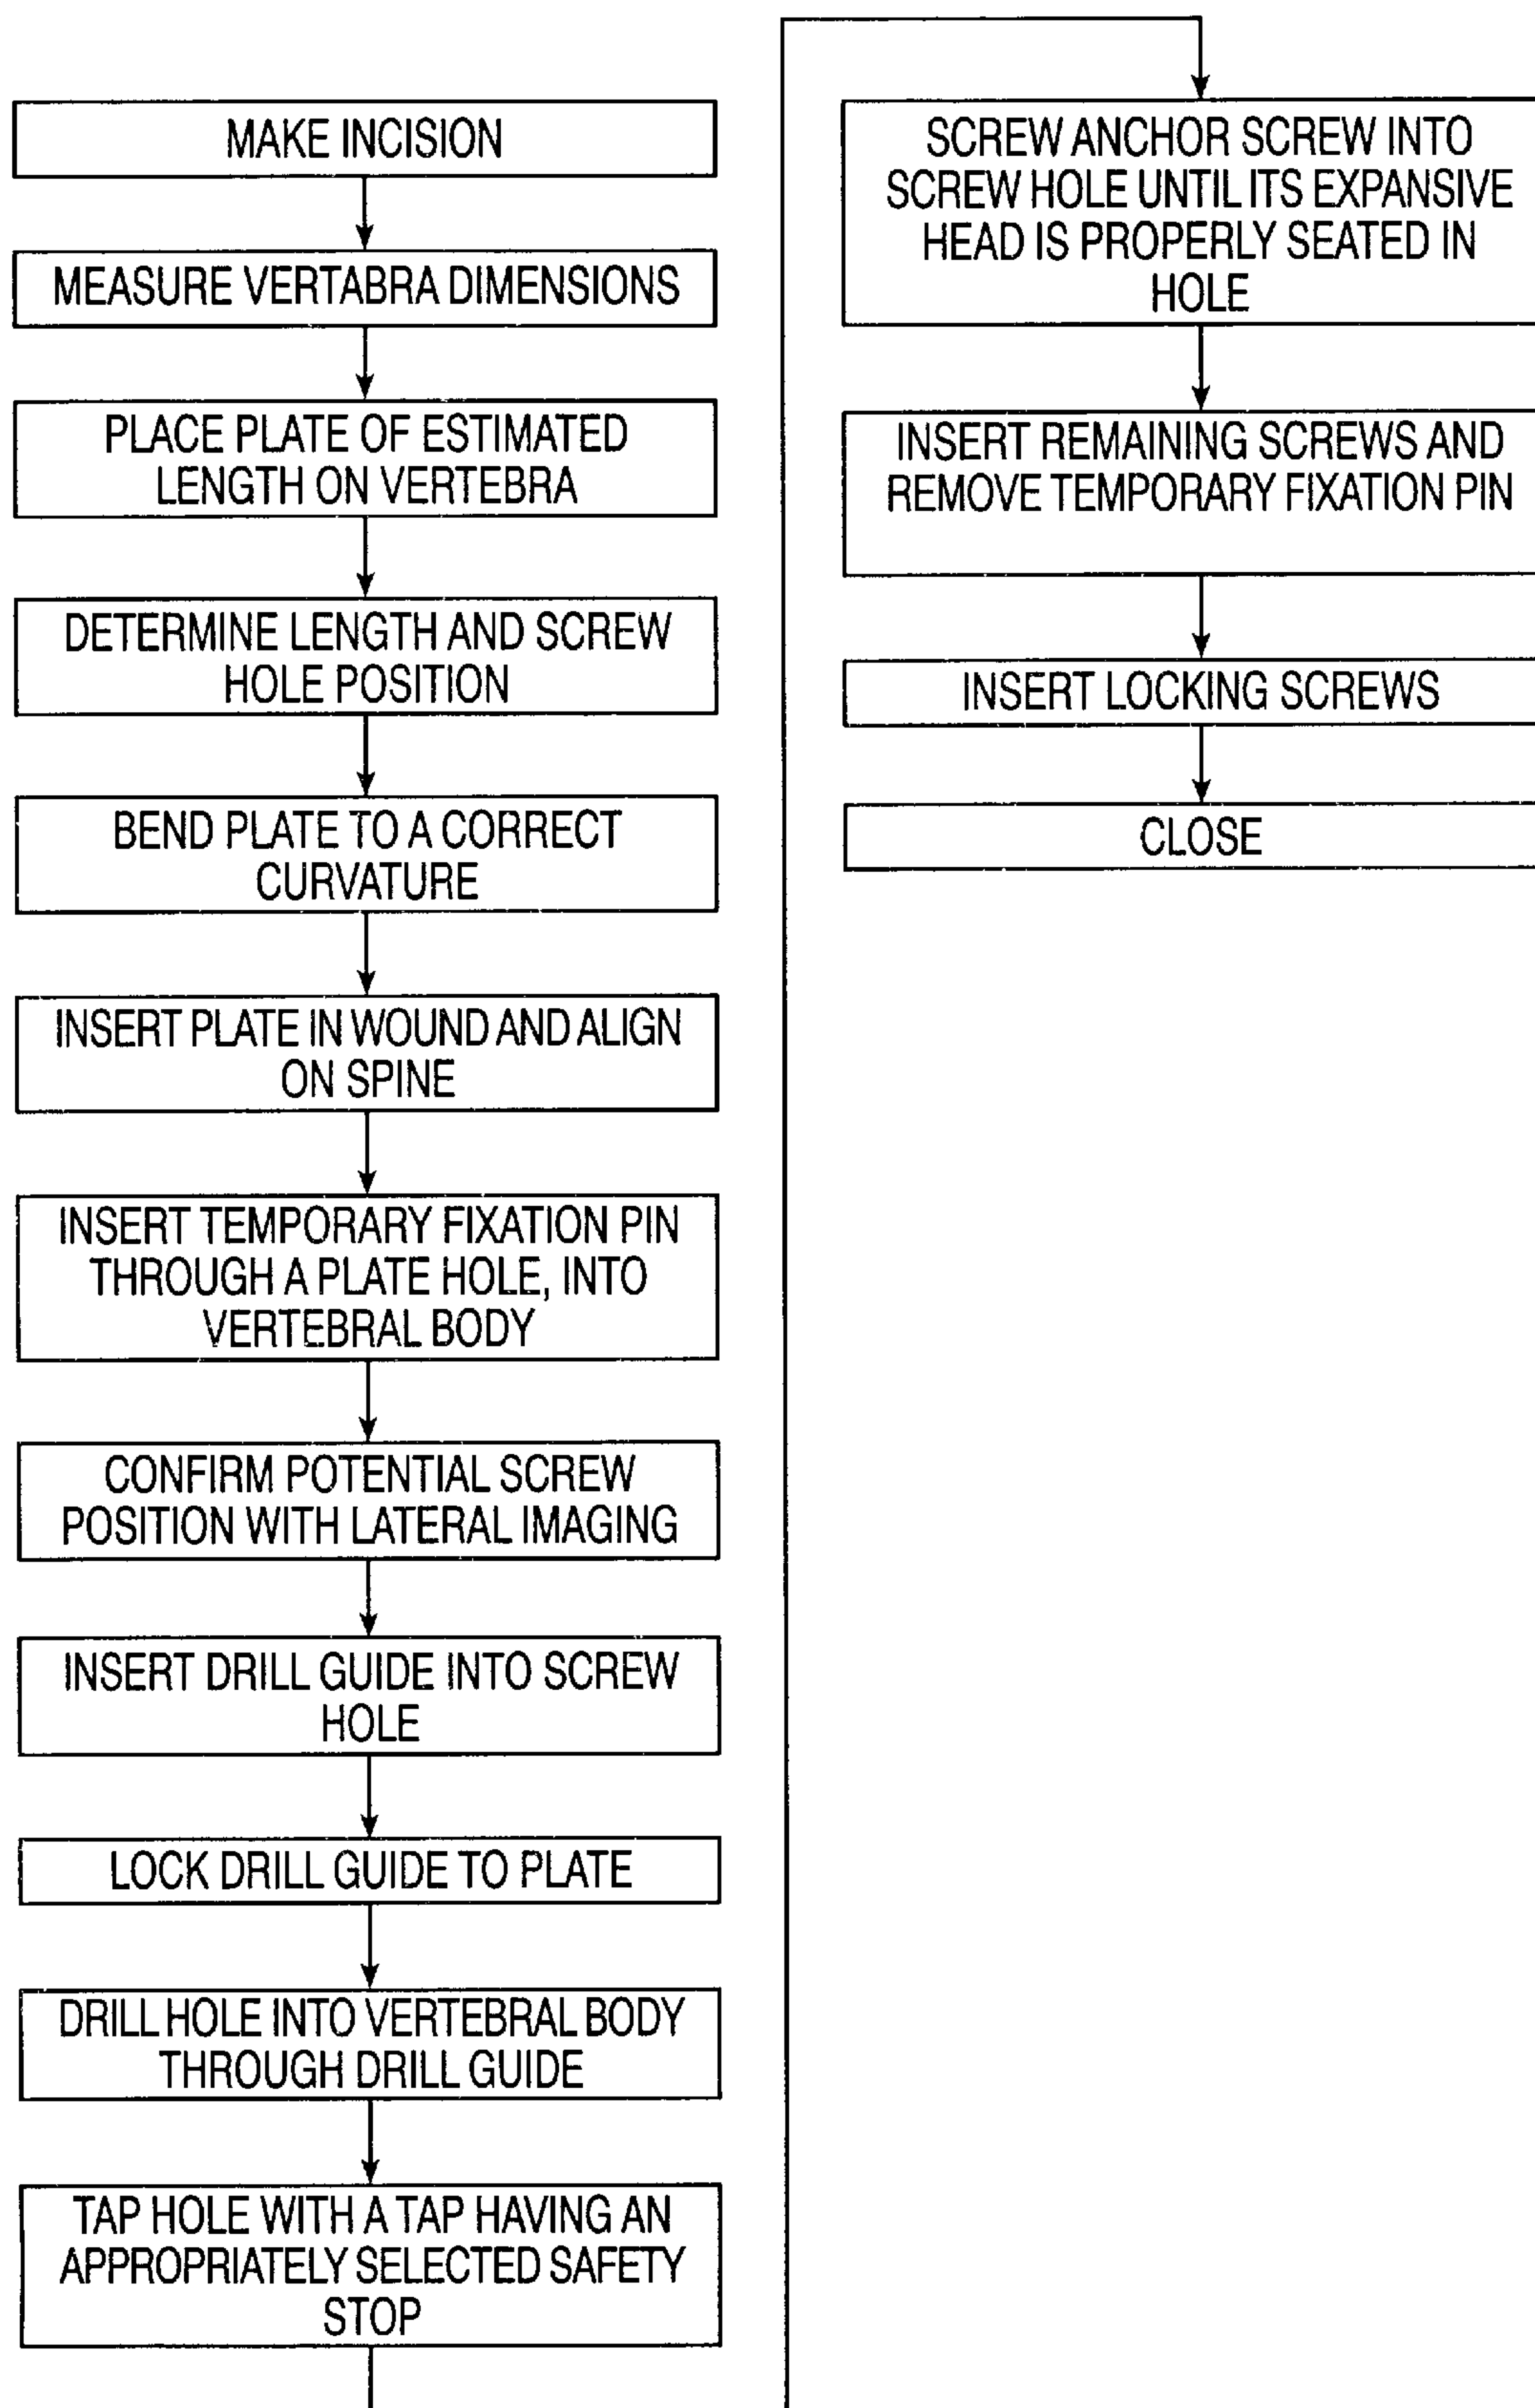 MAKE INCISION
MEASURE VERTABRA DIMENSIONS
PLACE PLATE OF ESTIMATED
LENGTH ON VERTEBRA
DETERMINE LENGTH AND SCREW
HOLE POSITION
BEND PLATE TO A CORRECT
CURVATURE
INSERT PLATE IN WOUND AND ALIGN
ON SPINE
INSERT TEMPORARY FIXATION PIN
THROUGH A PLATE HOLE, INTO
VERTEBRAL BODY
CONFIRM POTENTIAL SCREW
POSITION WITH LATERAL IMAGING
INSERT DRILL GUIDE INTO SCREW
HOLE
LOCK DRILL GUIDE TO PLATE
DRILL HOLE INTO VERTEBRAL BODY
THROUGH DRILL GUIDE
TAP HOLE WITH A TAP HAVING AN
APPROPRIATELY SELECTED SAFETY
STOP
SCREW ANCHOR SCREW INTO
SCREW HOLE UNTIL ITS EXPANSIVE
HEAD IS PROPERLY SEATED IN
HOLE
INSERT REMAINING SCREWS AND
REMOVE TEMPORARY FIXATION PIN
INSERT LOCKING SCREWS
CLOSE